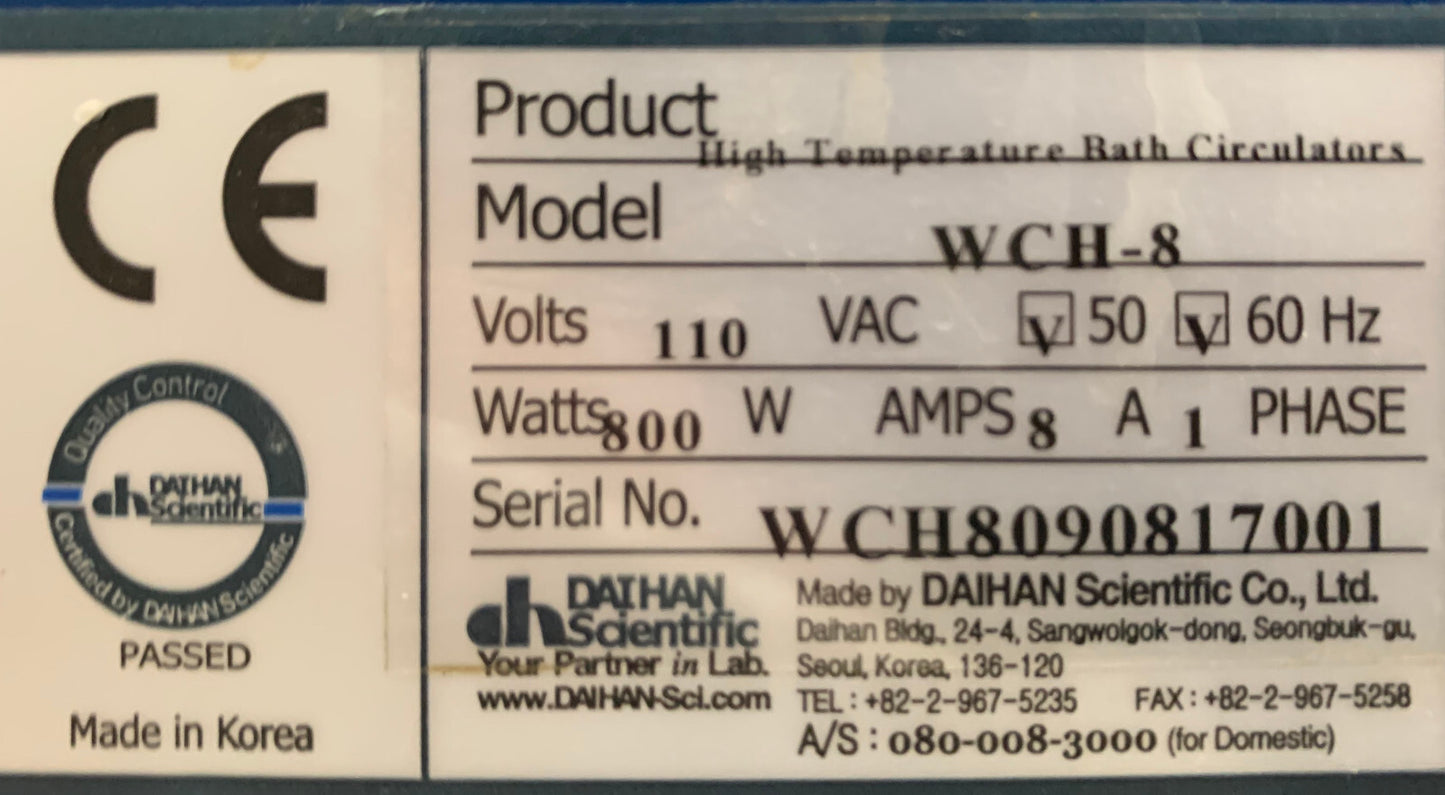 CE
Quality Control
DAIHAN
Scientific
Certified by DAIHAN Scientific
PASSED
Made in Korea
Product High Temperature Bath Circulators
Model WCH-8
Volts 110 VAC V 50 V 60 Hz
Watts 800 W AMPS 8 A 1 PHASE
Serial No. WCH8090817001
dh DAIHAN
Scientific
Your Partner in Lab.
www.DAIHAN-Sci.com
Made by DAIHAN Scientific Co., Ltd.
Daihan Bldg., 24-4, Sangwolgok-dong, Seongbuk-gu,
Seoul, Korea, 136-120
TEL : +82-2-967-5235 FAX : +82-2-967-5258
A/S : 080-008-3000 (for Domestic)